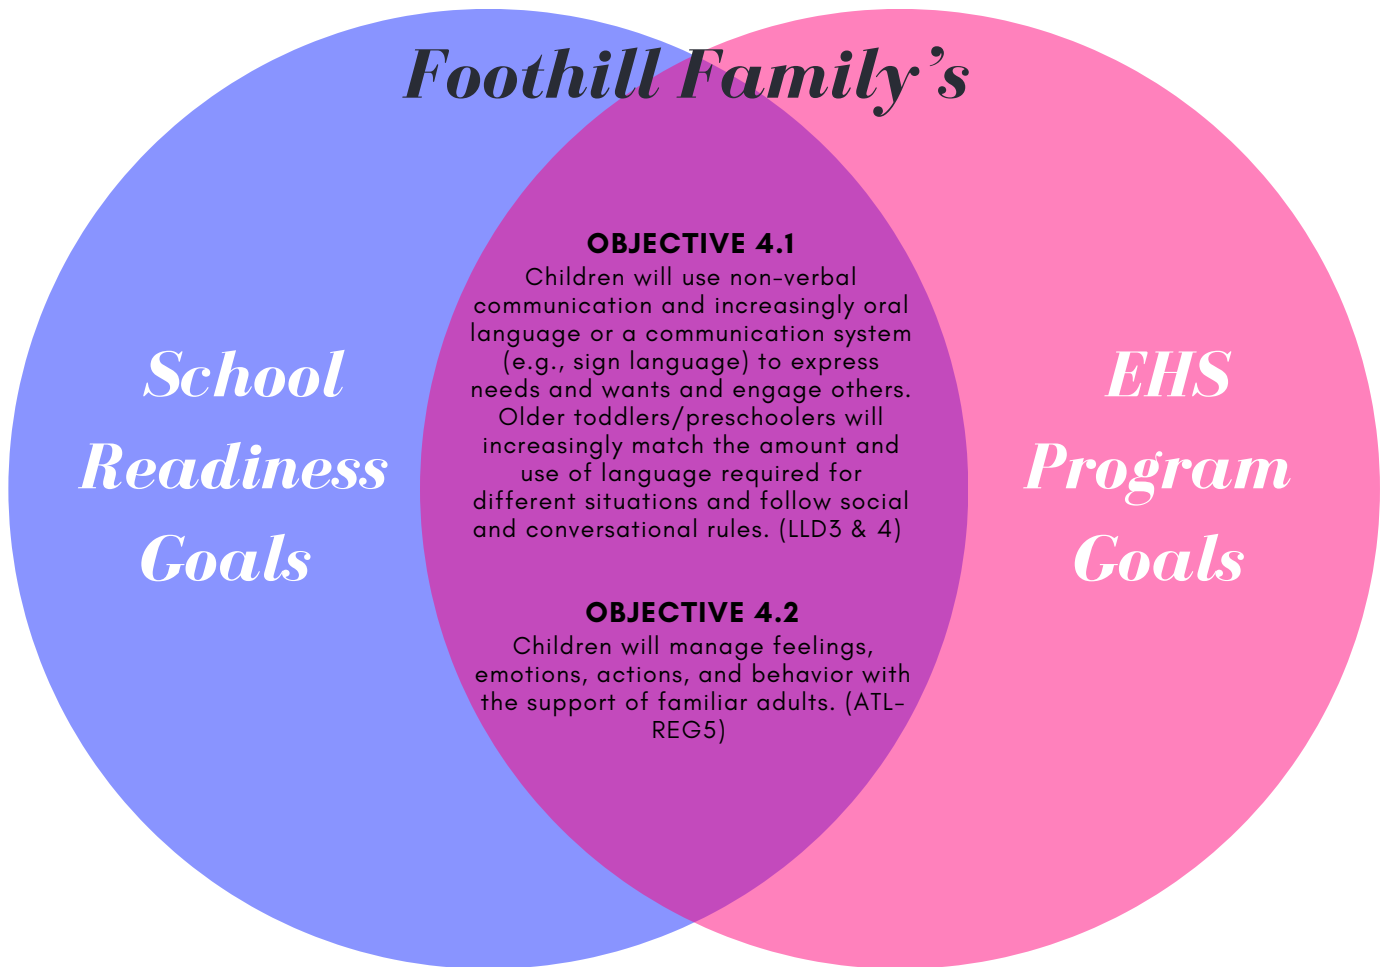 Foothill Family’s
School
Readiness
Goals
OBJECTIVE 4.1
Children will use non-verbal
communication and increasingly oral
language or a communication system
(e.g., sign language) to express
needs and wants and engage others.
Older toddlers/preschoolers will
increasingly match the amount and
use of language required for
different situations and follow social
and conversational rules. (LLD3 & 4)
OBJECTIVE 4.2
Children will manage feelings,
emotions, actions, and behavior with
the support of familiar adults. (ATL-
REG5)
EHS
Program
Goals